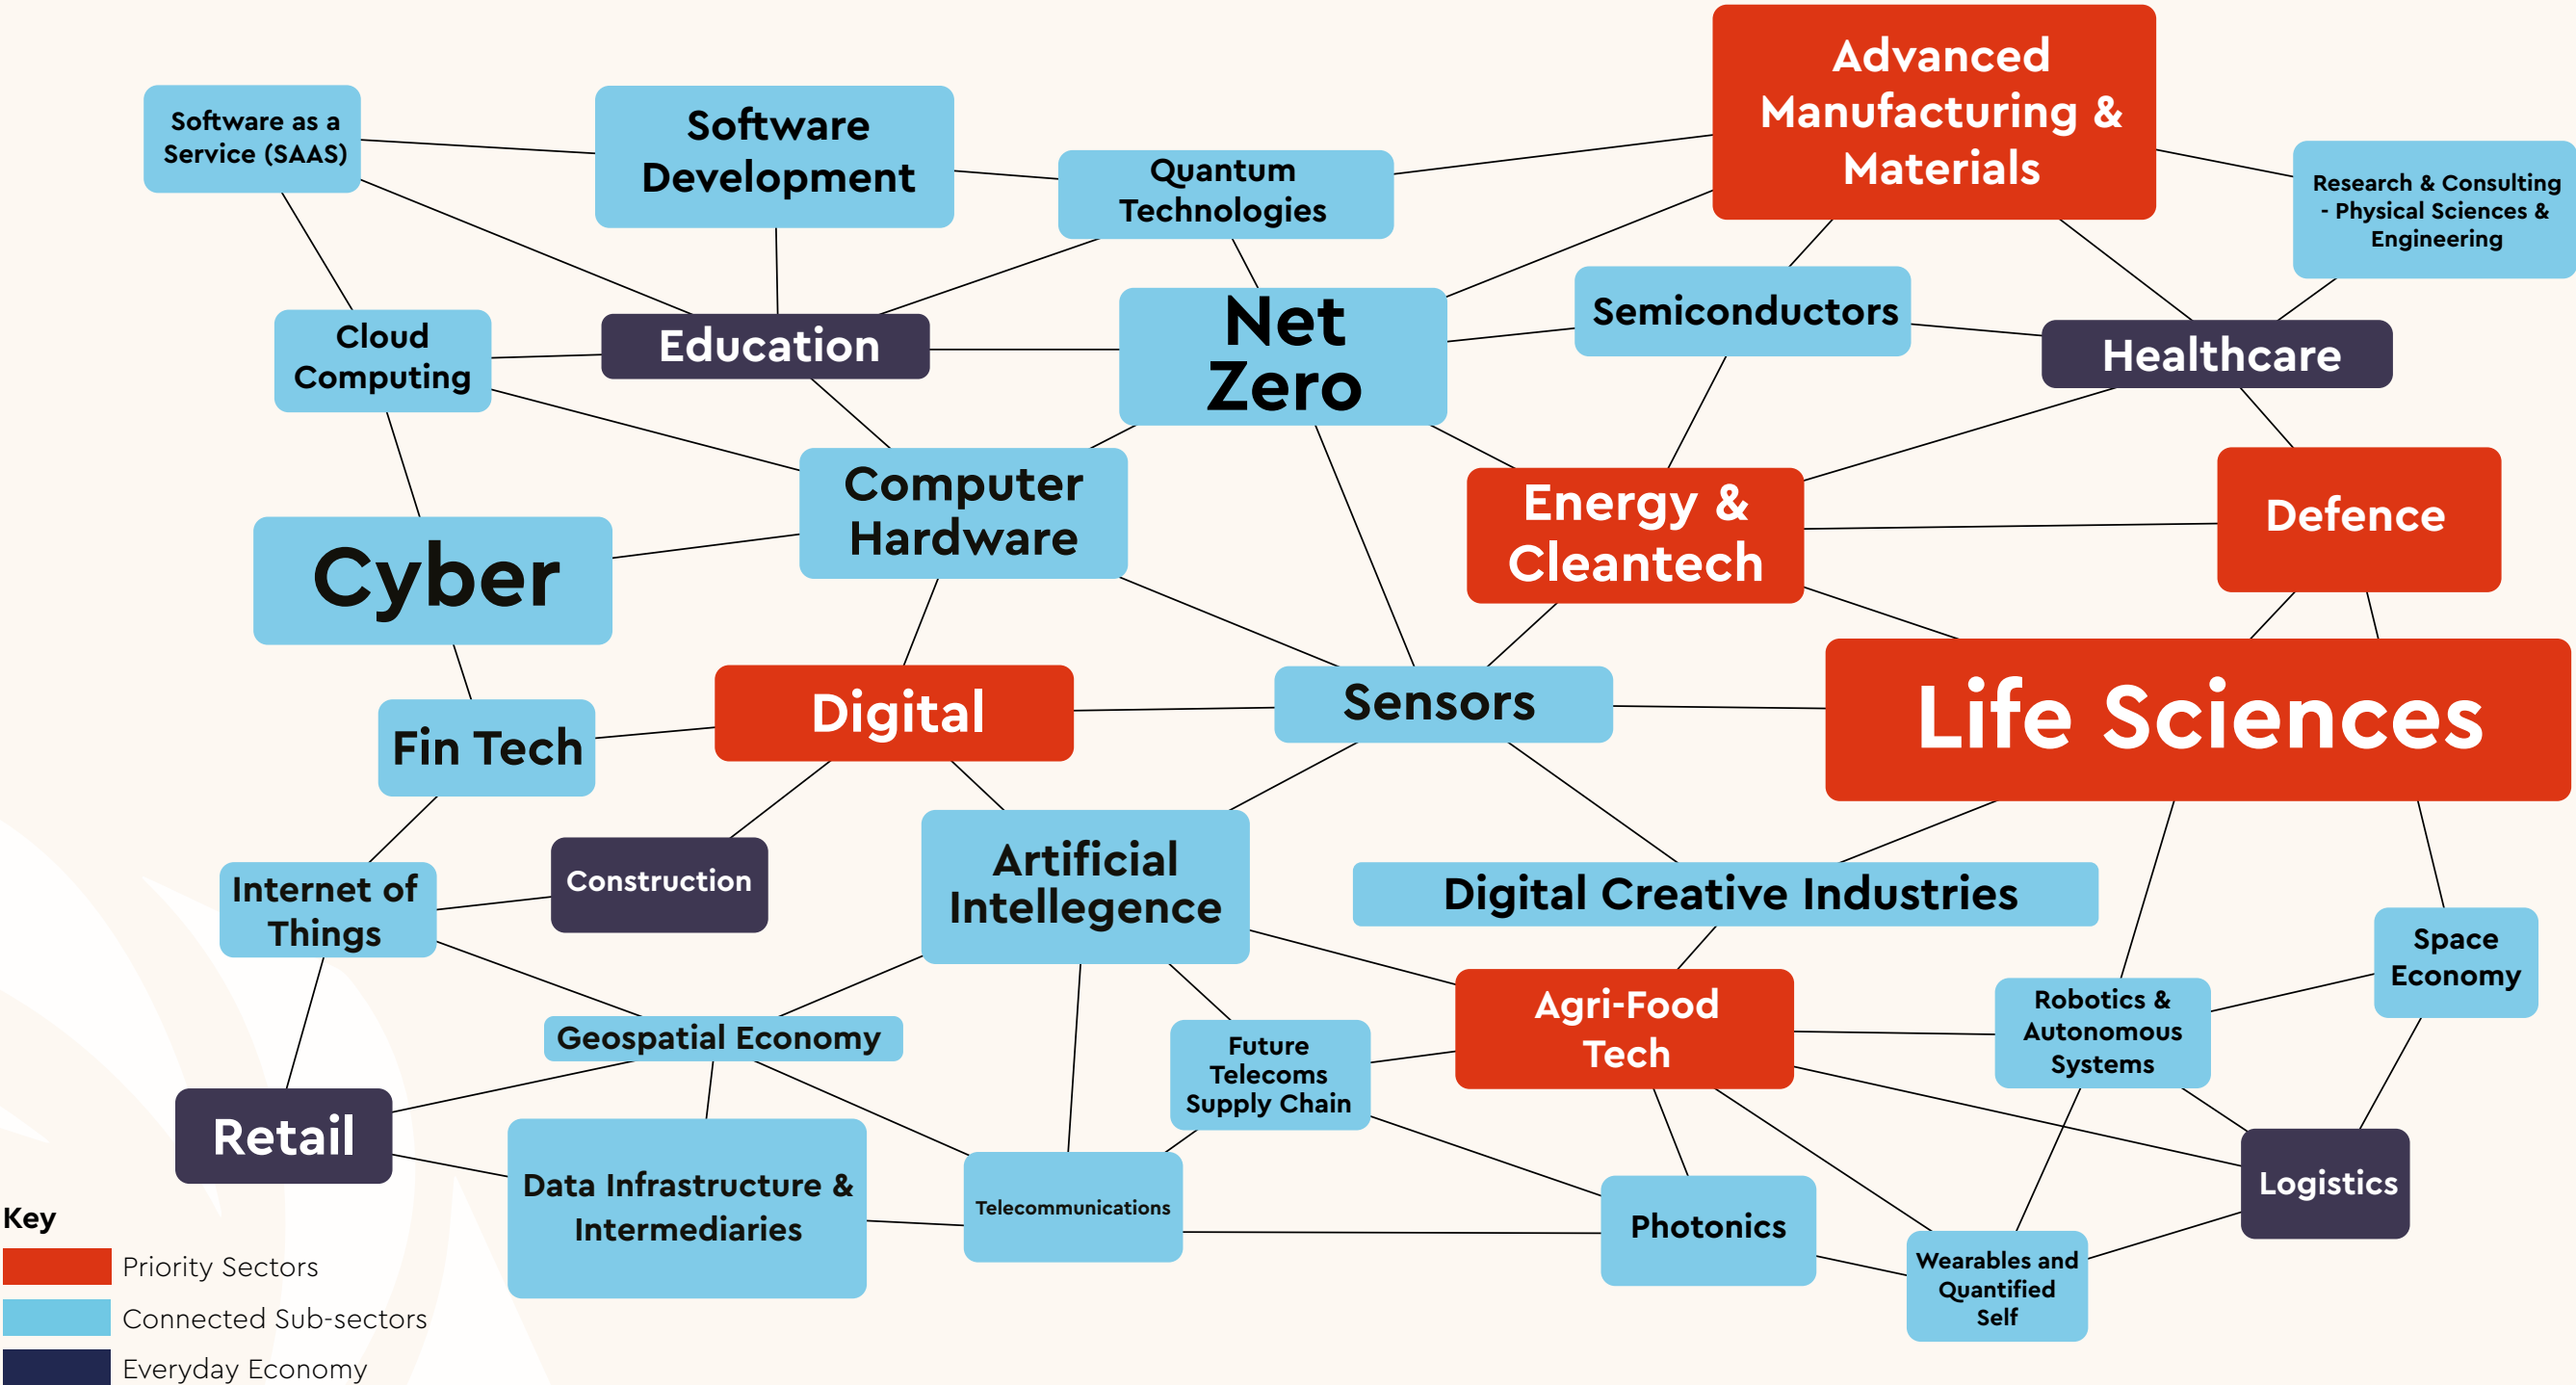 Advanced
Manufacturing &
Materials
Software as a
Service (SAAS)
Software
Development
Quantum
Technologies
Research & Consulting
- Physical Sciences &
Engineering
Net
Zero
Semiconductors
Cloud
Computing
Education
Healthcare
Computer
Hardware
Energy &
Cleantech
Defence
Cyber
Fin Tech
Digital
Sensors
Life Sciences
Internet of
Things
Construction
Artificial
Intellegence
Digital Creative Industries
Space
Economy
Geospatial Economy
Future
Telecoms
Supply Chain
Agri-Food
Tech
Robotics &
Autonomous
Systems
Retail
Data Infrastructure &
Intermediaries
Telecommunications
Photonics
Logistics
Wearables and
Quantified
Self
Key
Priority Sectors
Connected Sub-sectors
Everyday Economy